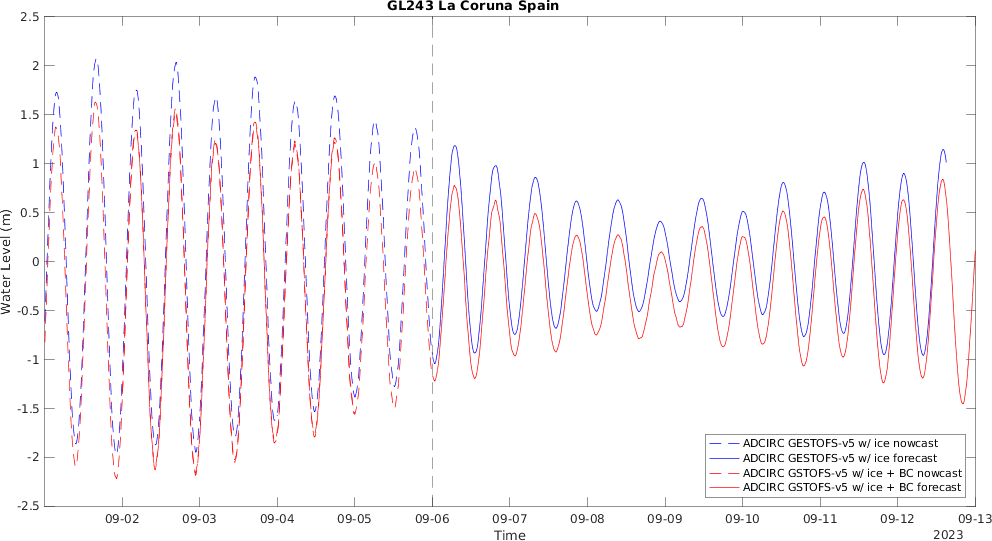 GL243 La Coruna Spain
2.5
2
1.5
1
0.5
0
-0.5
-1
-1.5
-2
-2.5
Water Level (m)
09-02 09-03 09-04 09-05 09-06 09-07 09-08 09-09 09-10 09-11 09-12 09-13
Time
2023
ADCIRC GESTOFS-v5 w/ ice nowcast
ADCIRC GESTOFS-v5 w/ ice forecast
ADCIRC GSTOFS-v5 w/ ice + BC nowcast
ADCIRC GSTOFS-v5 w/ ice + BC forecast